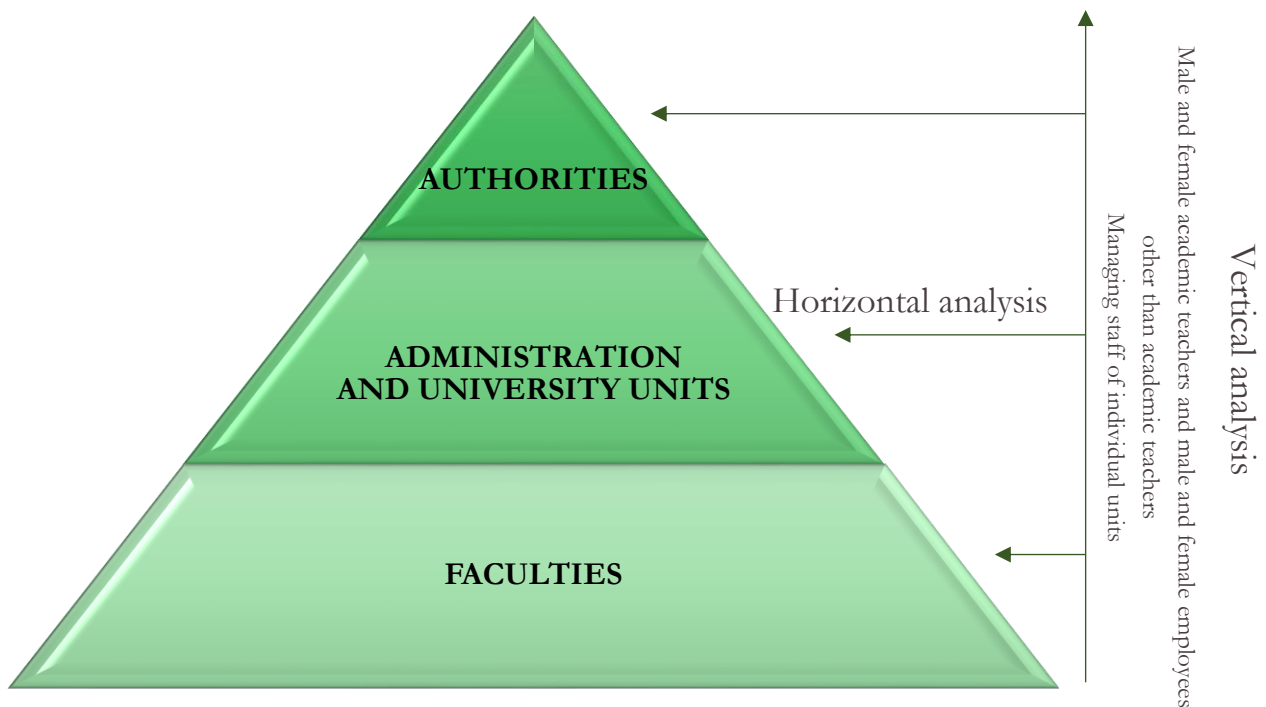 AUTHORITIES
Horizontal analysis
ADMINISTRATION
AND UNIVERSITY UNITS
FACULTIES
Vertical analysis
Male and female academic teachers and male and female employees
other than academic teachers
Managing staff of individual units